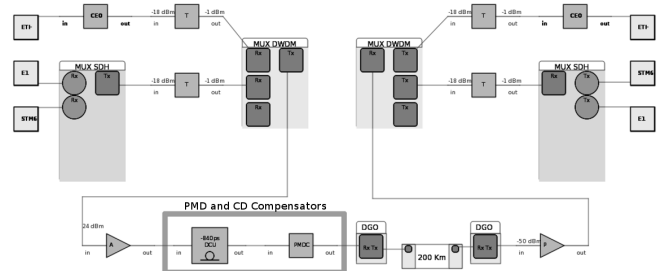 -18 dBm -1 dBm -18 dBm -1 dBm
ETH CEO T T CEO ETH
in out in out in out in out
MUX DWDM MUX DWDM
Rx Tx Rx Tx
E1 MUX SDH MUX SDH STM6
Rx Tx -18 dBm T -1 dBm Rx Tx -18 dBm T -1 dBm Rx Tx
in out in out
STM6 Rx Rx Tx Tx E1
PMD and CD Compensators
24 dBm DGO DGO
A -840ps DCU PMDC Rx Tx Rx Tx -50 dBm P
in out in out in out 200 Km in out